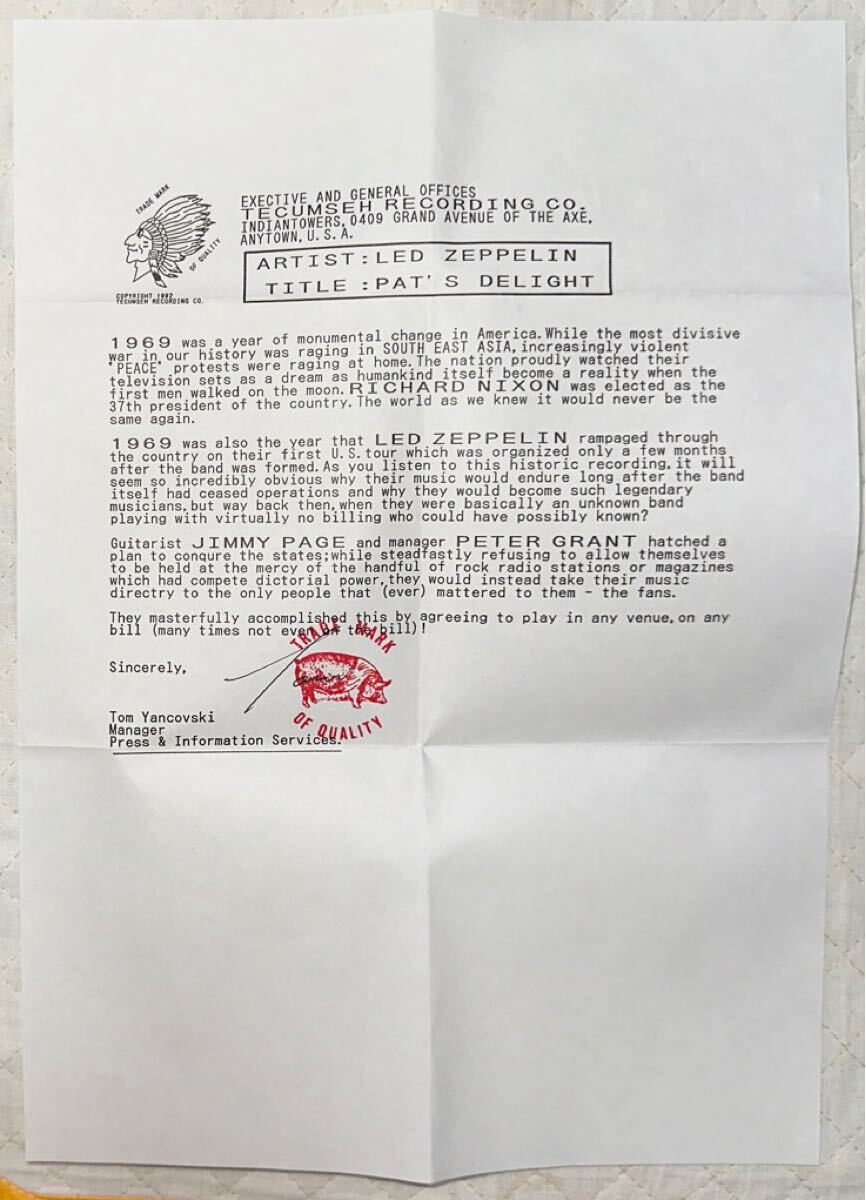 TRADE MARK
OF QUALITY
COPYRIGHT 1992
TECUMSEH RECORDING CO.
EXECTIVE AND GENERAL OFFICES
TECUMSEH RECORDING CO.
INDIANTOWERS, 0409 GRAND AVENUE OF THE AXE,
ANYTOWN, U.S.A.
ARTIST: LED ZEPPELIN
TITLE : PAT'S DELIGHT
1969 was a year of monumental change in America. While the most divisive
war in our history was raging in SOUTH EAST ASIA, increasingly violent
"PEACE" protests were raging at home. The nation proudly watched their
television sets as a dream as humankind itself become a reality when the
first men walked on the moon. RICHARD NIXON was elected as the
37th president of the country. The world as we knew it would never be the
same again.
1969 was also the year that LED ZEPPELIN rampaged through
the country on their first U.S. tour which was organized only a few months
after the band was formed. As you listen to this historic recording, it will
seem so incredibly obvious why their music would endure long after the band
itself had ceased operations and why they would become such legendary
musicians, but way back then, when they were basically an unknown band
playing with virtually no billing who could have possibly known?
Guitarist JIMMY PAGE and manager PETER GRANT hatched a
plan to conqure the states; while steadfastly refusing to allow themselves
to be held at the mercy of the handful of rock radio stations or magazines
which had compete dictorial power, they would instead take their music
directry to the only people that (ever) mattered to them - the fans.
They masterfully accomplished this by agreeing to play in any venue, on any
bill (many times not even on the bill)!
Sincerely,
TRADE MARK
OF QUALITY
Tom Yancovski
Manager
Press & Information Services.